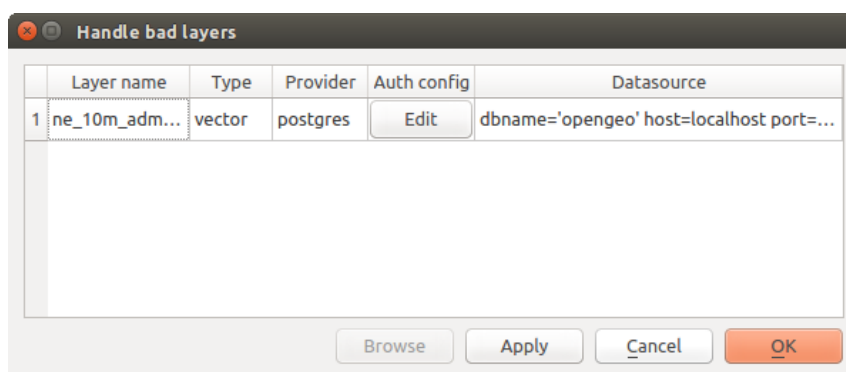 Handle bad layers
Layer name Type Provider Auth config Datasource
1 ne_10m_adm... vector postgres Edit dbname='opengeo' host=localhost port=...
Browse Apply Cancel OK